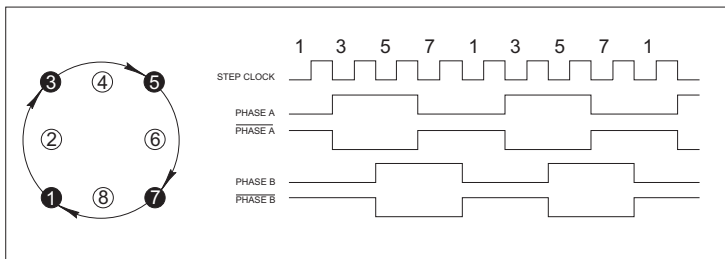 3 4 5
2 6
1 8 7
1 3 5 7 1 3 5 7 1
STEP CLOCK
PHASE A
PHASE A
PHASE B
PHASE B